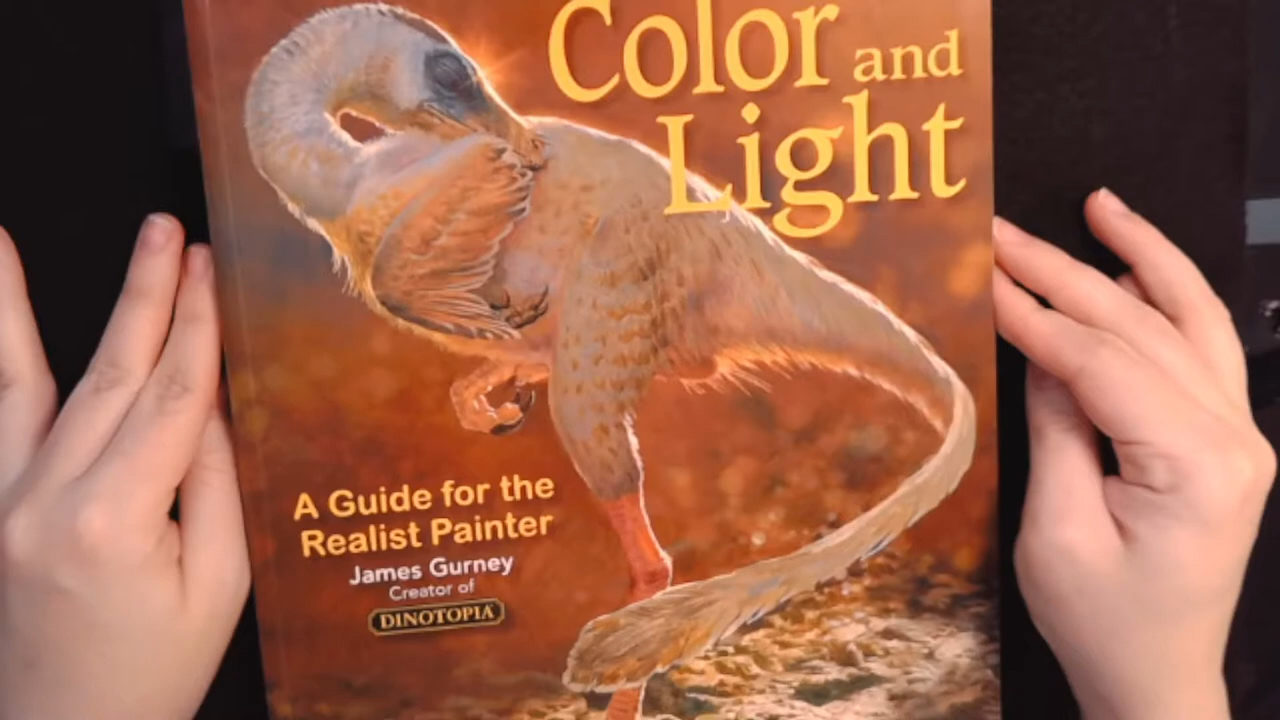 Color and
Light
A Guide for the
Realist Painter
James Gurney
Creator of
DINOTOPIA